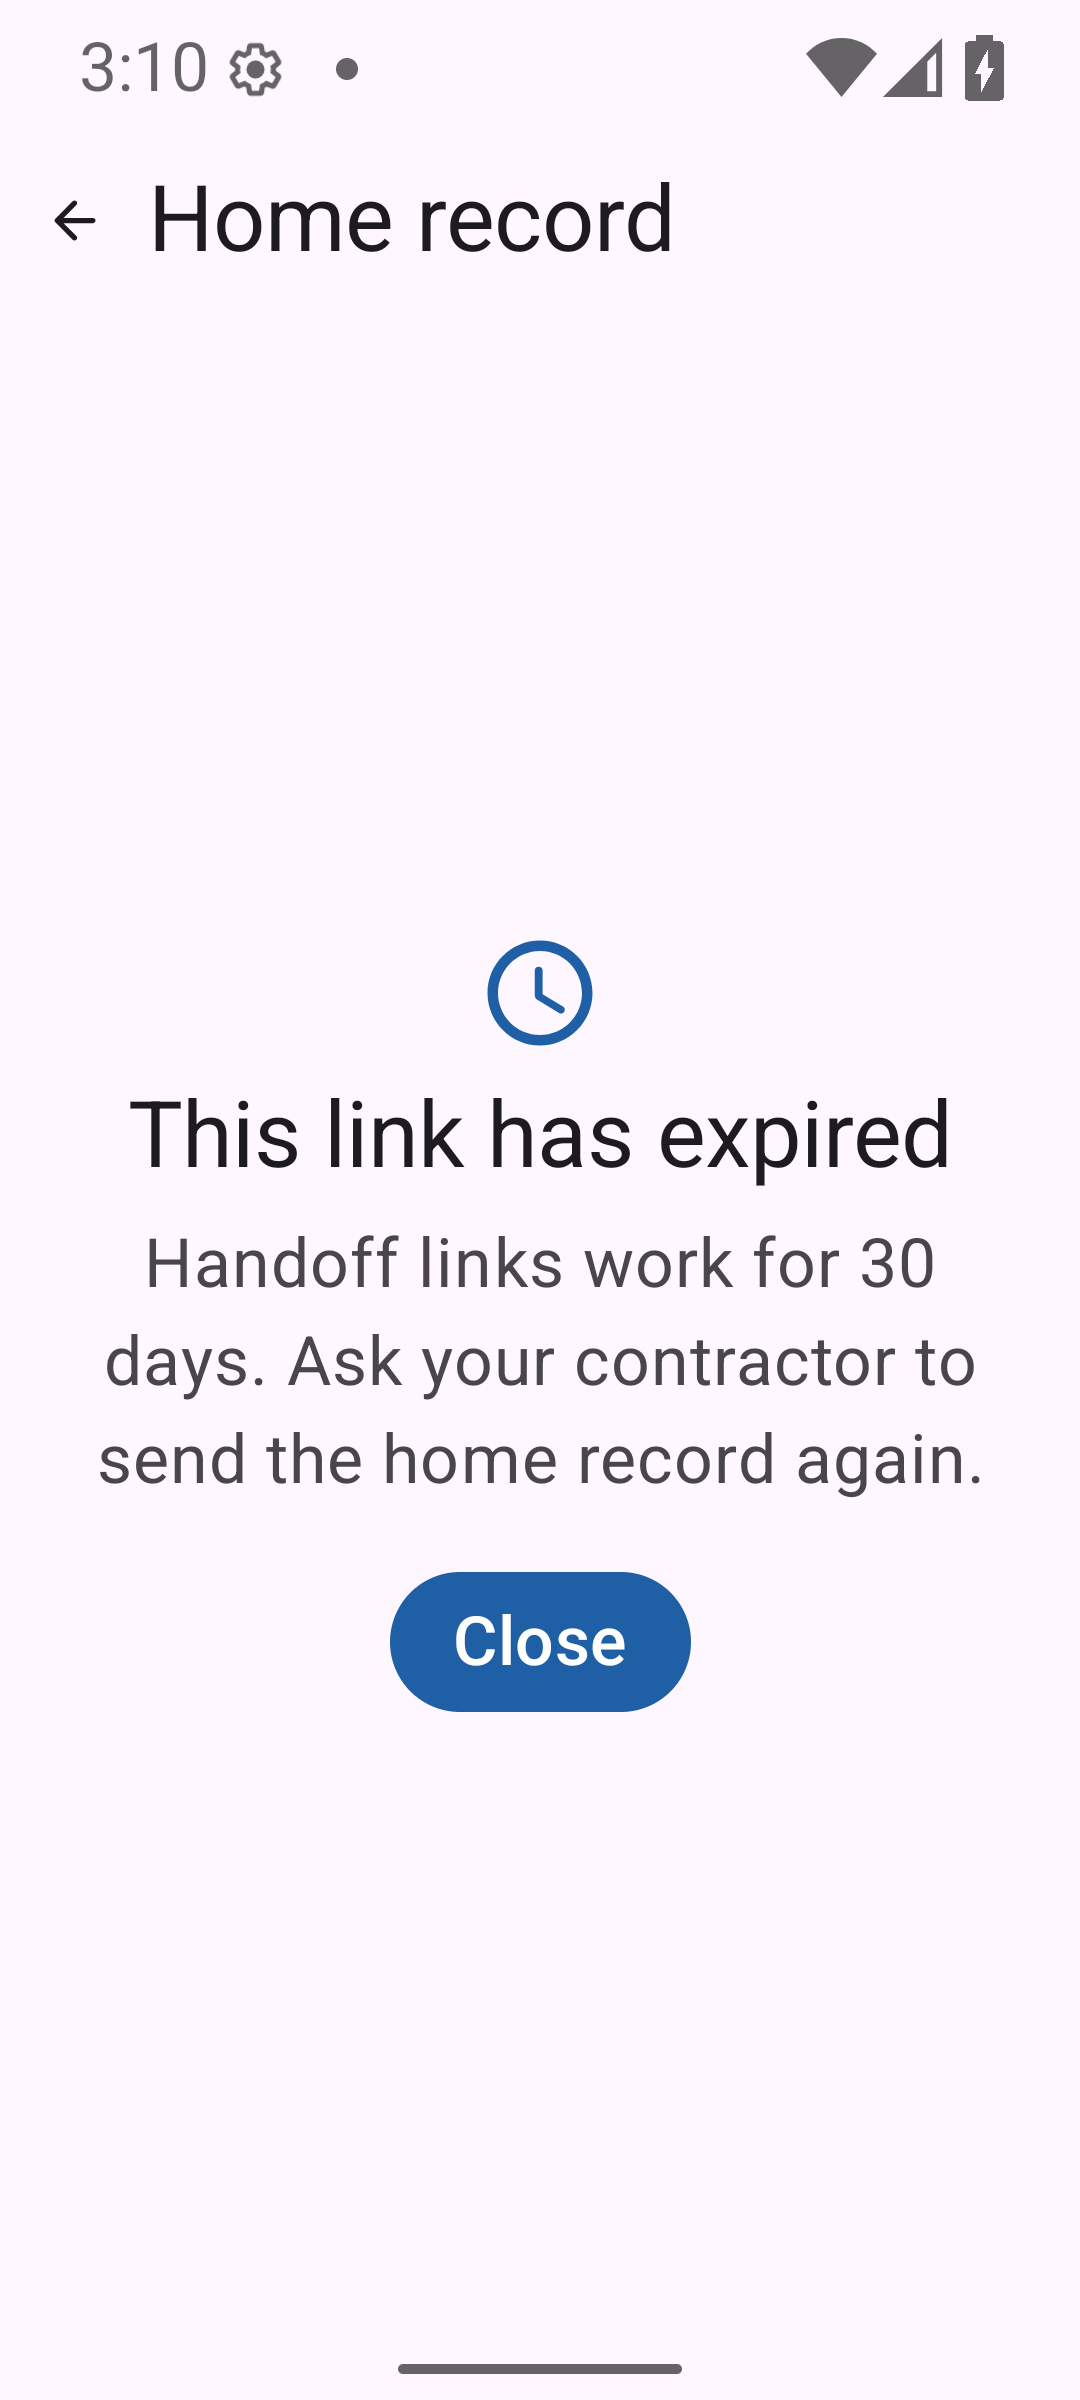 3:10
Home record
This link has expired
Handoff links work for 30
days. Ask your contractor to
send the home record again.
Close